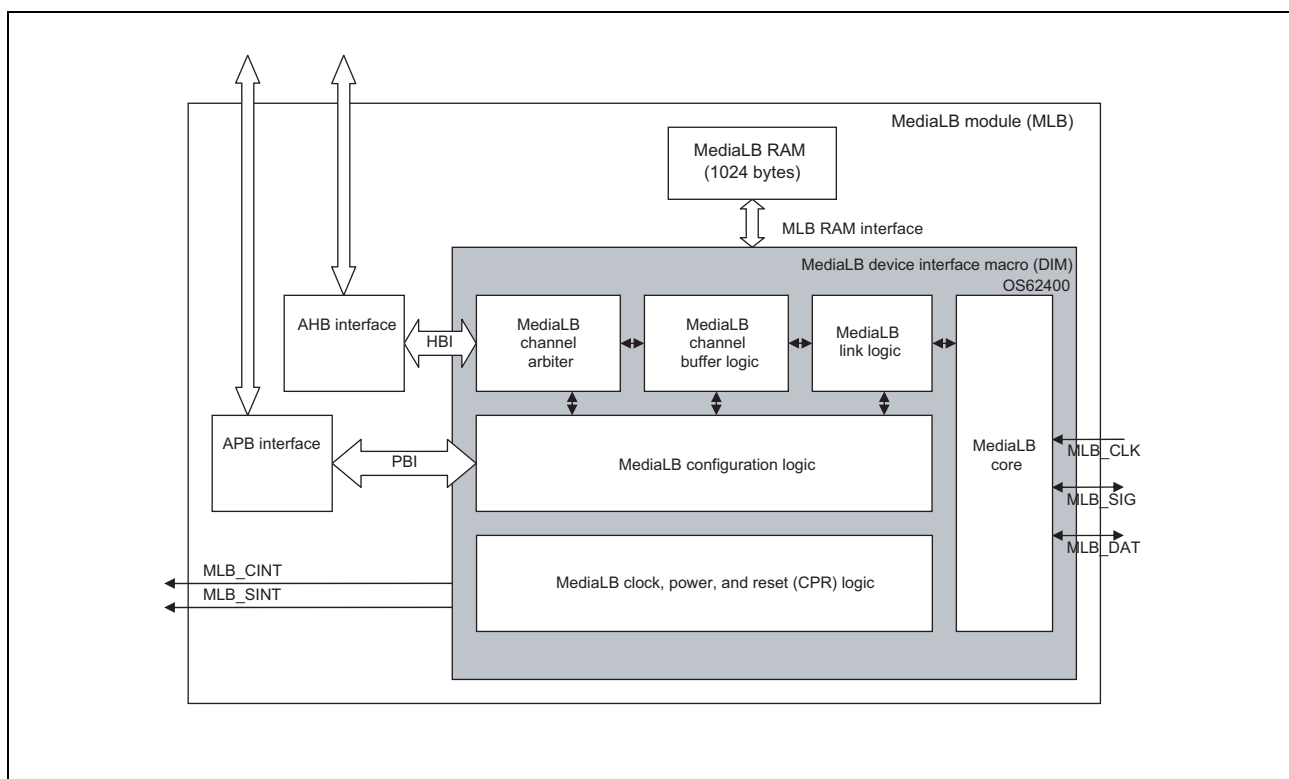 MediaLB module (MLB)
MediaLB RAM
(1024 bytes)
MLB RAM interface
MediaLB device interface macro (DIM)
OS62400
AHB interface
HBI
MediaLB
channel
arbiter
MediaLB
channel
buffer logic
MediaLB
link logic
APB interface
PBI
MediaLB configuration logic
MediaLB
core
MLB_CLK
MLB_SIG
MLB_DAT
MLB_CINT
MLB_SINT
MediaLB clock, power, and reset (CPR) logic